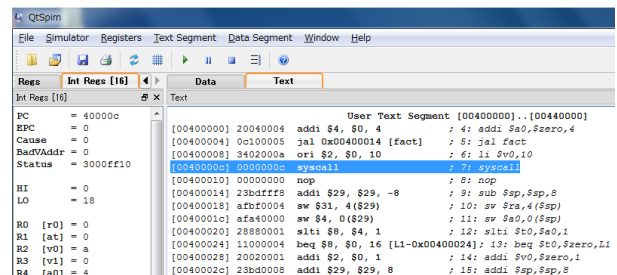 QtSpim
File Simulator Registers Text Segment Data Segment Window Help
Regs Int Regs [16] Data Text
Int Regs [16] Text
PC = 40000c
EPC = 0
Cause = 0
BadVAddr = 0
Status = 3000ff10
HI = 0
LO = 18
R0 [r0] = 0
R1 [at] = 0
R2 [v0] = a
R3 [v1] = 0
R4 [a0] = 4
User Text Segment [00400000]..[00440000]
[00400000] 20040004 addi $4, $0, 4 ; 4: addi $a0,$zero,4
[00400004] 0c100005 jal 0x00400014 [fact] ; 5: jal fact
[00400008] 3402000a ori $2, $0, 10 ; 6: li $v0,10
[0040000c] 0000000c syscall ; 7: syscall
[00400010] 00000000 nop ; 8: nop
[00400014] 23bdfff8 addi $29, $29, -8 ; 9: sub $sp,$sp,8
[00400018] afbf0004 sw $31, 4($29) ; 10: sw $ra,4($sp)
[0040001c] afa40000 sw $4, 0($29) ; 11: sw $a0,0($sp)
[00400020] 28880001 slti $8, $4, 1 ; 12: slti $t0,$a0,1
[00400024] 11000004 beq $8, $0, 16 [L1-0x00400024]; 13: beq $t0,$zero,L1
[00400028] 20020001 addi $2, $0, 1 ; 14: addi $v0,$zero,1
[0040002c] 23bd0008 addi $29, $29, 8 ; 15: addi $sp,$sp,8